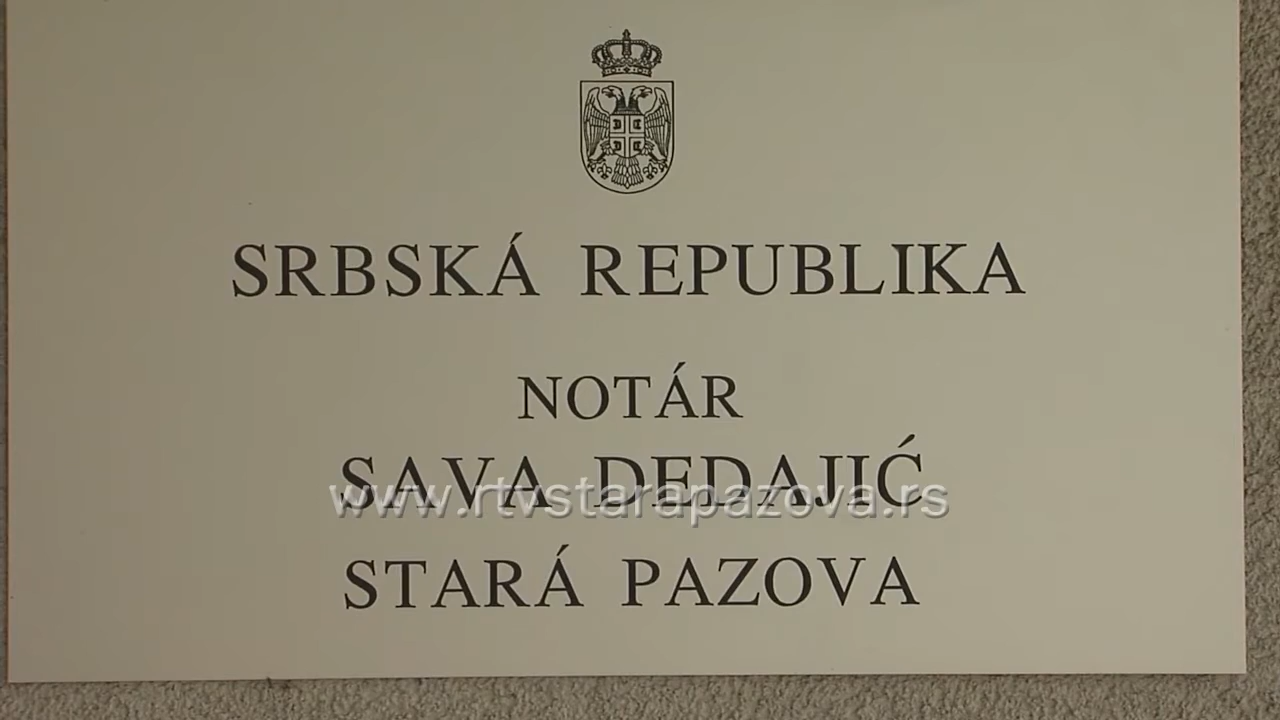 SRBSKÁ REPUBLIKA
NOTÁR
SAVA DEDAJIĆ
www.rtvstarapazova.rs
STARÁ PAZOVA